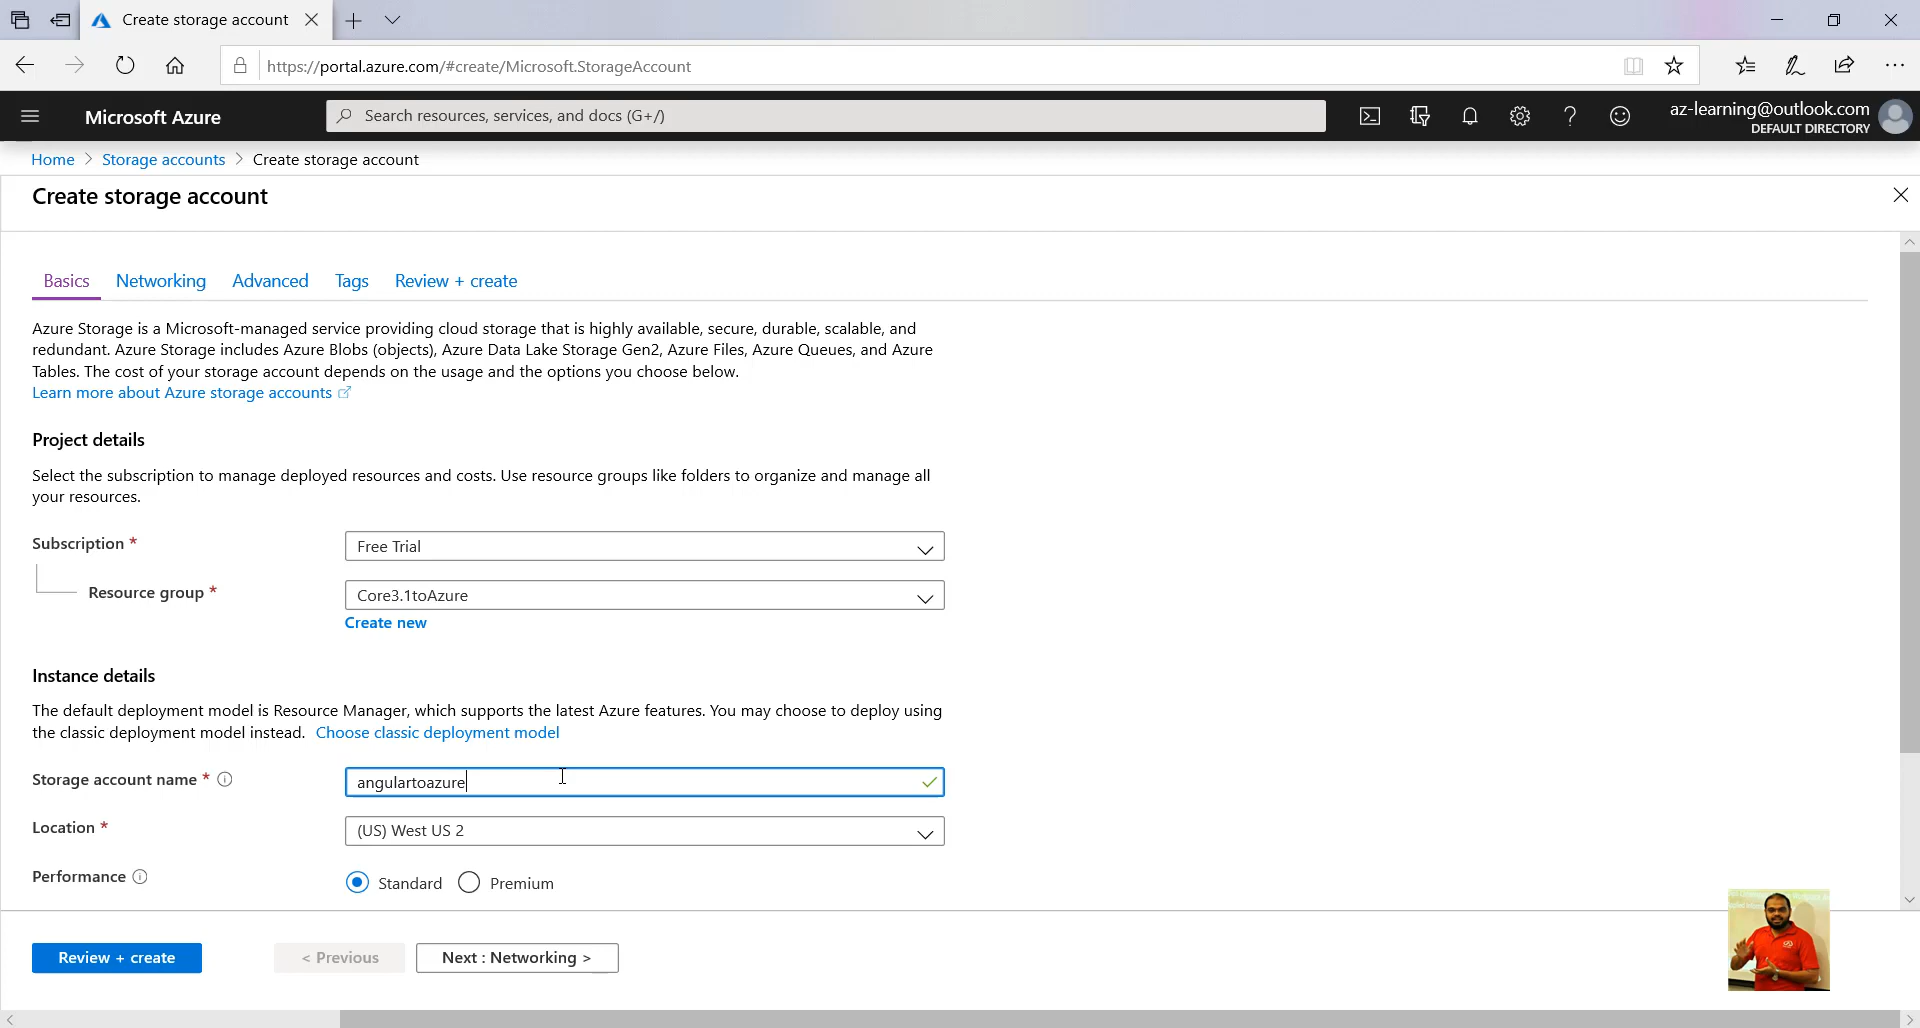 Create storage account
https://portal.azure.com/#create/Microsoft.StorageAccount
Microsoft Azure
Search resources, services, and docs (G+/)
az-learning@outlook.com
DEFAULT DIRECTORY
Home > Storage accounts > Create storage account
Create storage account
Basics Networking Advanced Tags Review + create
Azure Storage is a Microsoft-managed service providing cloud storage that is highly available, secure, durable, scalable, and
redundant. Azure Storage includes Azure Blobs (objects), Azure Data Lake Storage Gen2, Azure Files, Azure Queues, and Azure
Tables. The cost of your storage account depends on the usage and the options you choose below.
Learn more about Azure storage accounts
Project details
Select the subscription to manage deployed resources and costs. Use resource groups like folders to organize and manage all
your resources.
Subscription * Free Trial
Resource group * Core3.1toAzure
Create new
Instance details
The default deployment model is Resource Manager, which supports the latest Azure features. You may choose to deploy using
the classic deployment model instead. Choose classic deployment model
Storage account name * angulartoazure
Location * (US) West US 2
Performance Standard Premium
Review + create < Previous Next : Networking >